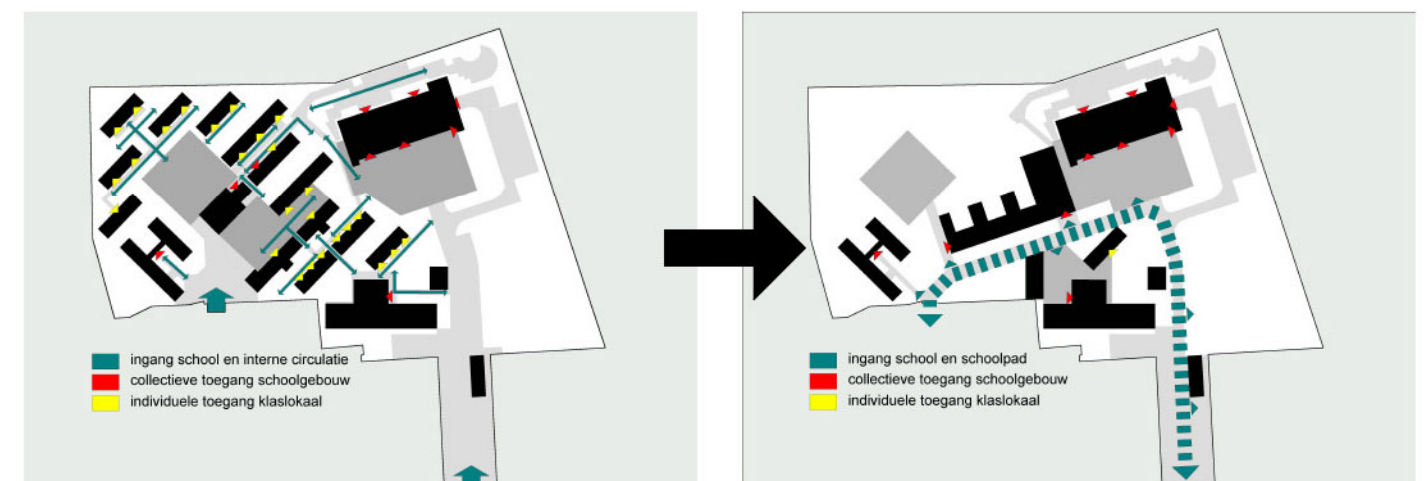 ingang school en interne circulatie
collectieve toegang schoolgebouw
individuele toegang klaslokaal
ingang school en schoolpad
collectieve toegang schoolgebouw
individuele toegang klaslokaal